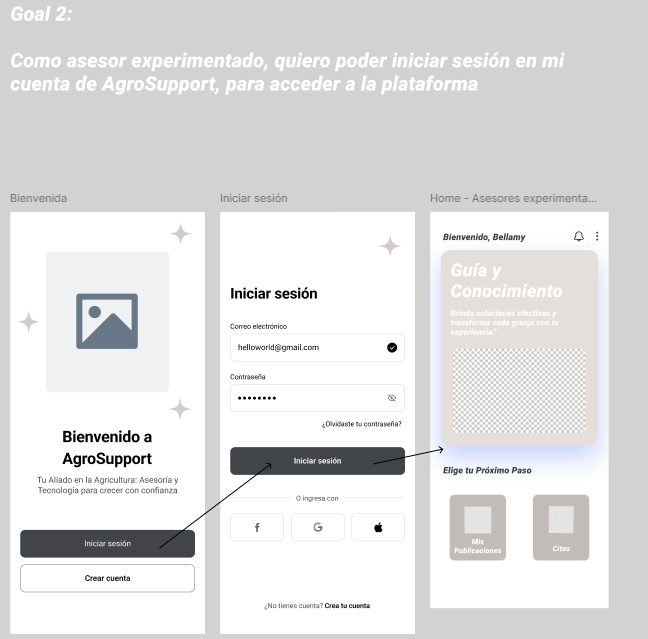 Goal 2:
Como asesor experimentado, quiero poder iniciar sesión en mi
cuenta de AgroSupport, para acceder a la plataforma
Bienvenida
Bienvenido a
AgroSupport
Tu Aliado en la Agricultura: Asesoría y
Tecnología para crecer con confianza
Iniciar sesión
Crear cuenta
Iniciar sesión
Iniciar sesión
Correo electrónico
helloworld@gmail.com
Contraseña
¿Olvidaste tu contraseña?
Iniciar sesión
O ingresa con
¿No tienes cuenta? Crea tu cuenta
Home - Asesores experimenta...
Bienvenido, Bellamy
Guía y
Conocimiento
Brinda soluciones efectivas y
transforma cada granja con tu
experiencia."
Elige tu Próximo Paso
Mis
Publicaciones
Citas